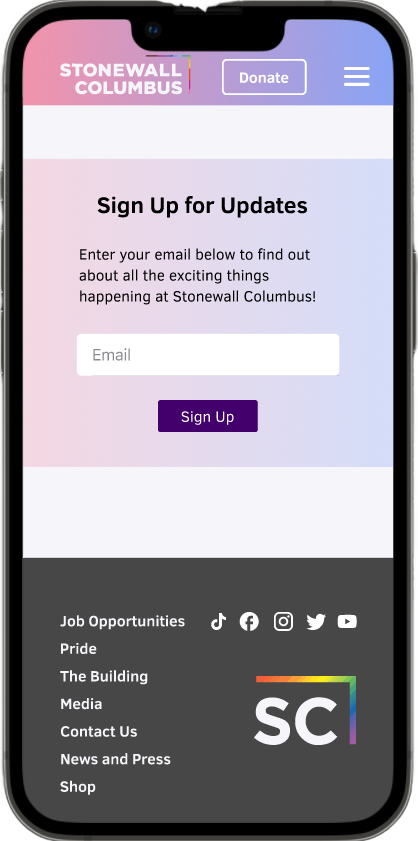 STONEWALL
COLUMBUS
Donate
Sign Up for Updates
Enter your email below to find out
about all the exciting things
happening at Stonewall Columbus!
Email
Sign Up
Job Opportunities
Pride
The Building
Media
Contact Us
News and Press
Shop
SC